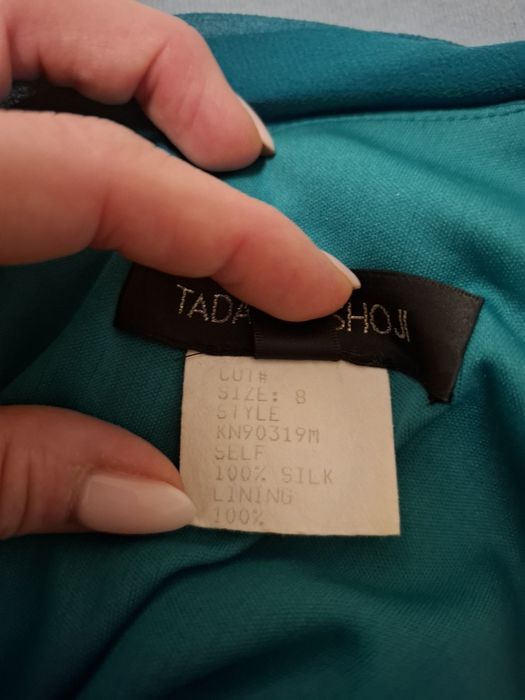 TADA SHOJI
CUT#
SIZE: 8
STYLE
KN90319M
SELF
100% SILK
LINING
100%